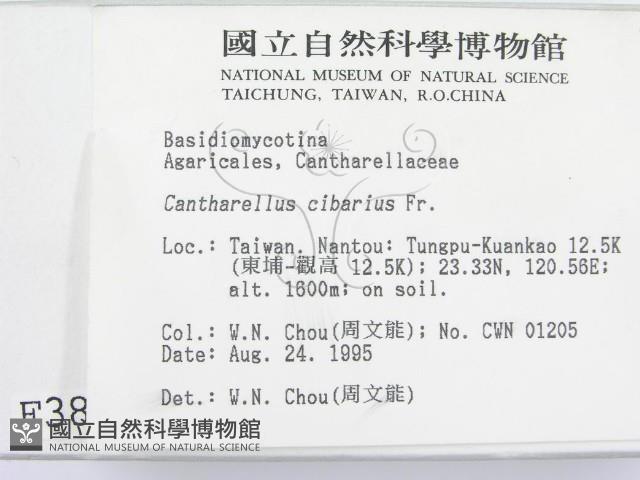 國立自然科學博物館
NATIONAL MUSEUM OF NATURAL SCIENCE
TAICHUNG, TAIWAN, R.O.CHINA
Basidiomycotina
Agaricales, Cantharellaceae
Cantharellus cibarius Fr.
Loc.: Taiwan. Nantou: Tungpu-Kuankao 12.5K
(東埔-觀高 12.5K); 23.33N, 120.56E;
alt. 1600m; on soil.
Col.: W.N. Chou(周文能); No. CWN 01205
Date: Aug. 24. 1995
Det.: W.N. Chou(周文能)
國立自然科學博物館
NATIONAL MUSEUM OF NATURAL SCIENCE